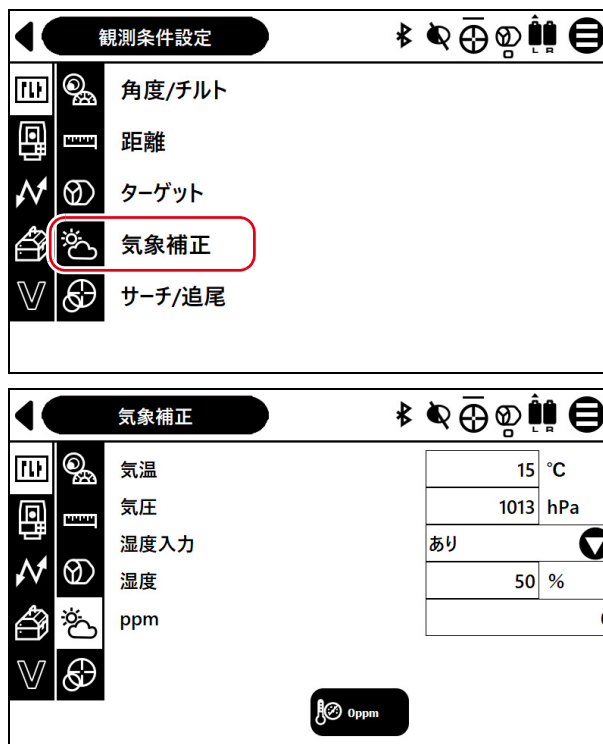 観測条件設定
L R
角度/チルト
距離
ターゲット
気象補正
サーチ/追尾
気象補正
L R
気温 15 ℃
気圧 1013 hPa
湿度入力 あり
湿度 50 %
ppm
0ppm